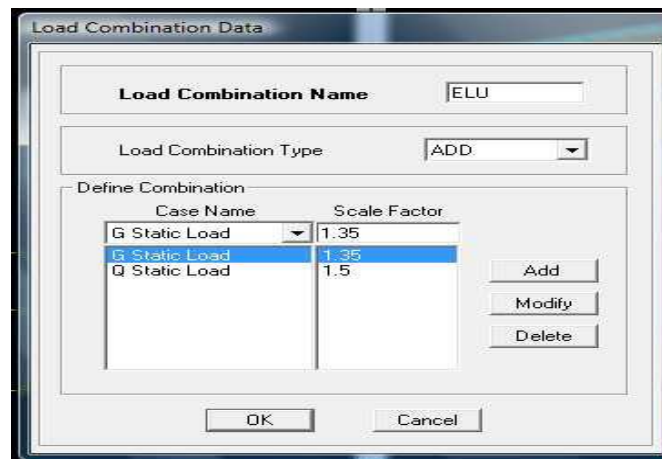 Load Combination Data
Load Combination Name ELU
Load Combination Type ADD
Define Combination
Case Name Scale Factor
G Static Load 1.35
G Static Load 1.35
Q Static Load 1.5
Add
Modify
Delete
OK Cancel